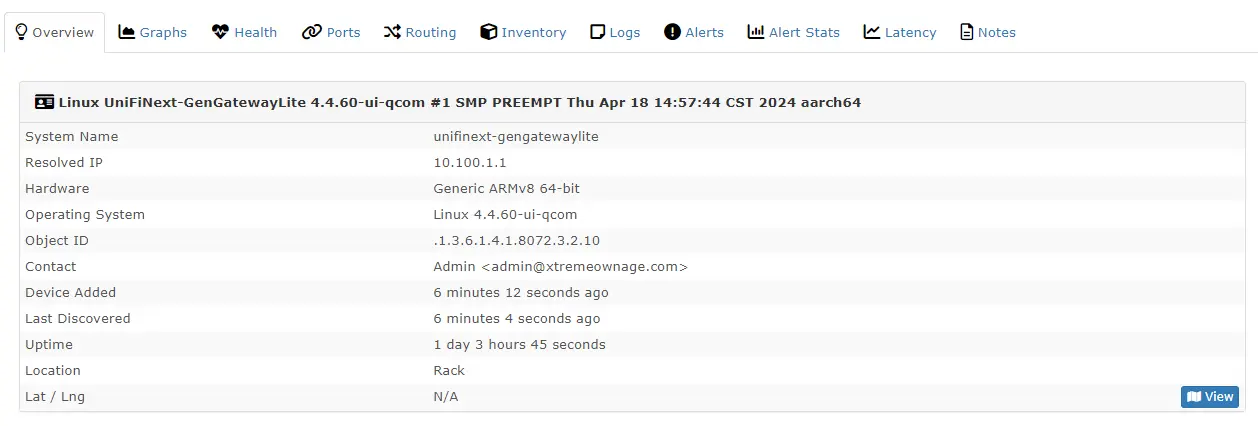 Overview Graphs Health Ports Routing Inventory Logs Alerts Alert Stats Latency Notes
Linux UniFiNext-GenGatewayLite 4.4.60-ui-qcom #1 SMP PREEMPT Thu Apr 18 14:57:44 CST 2024 aarch64
System Name unifinext-gengatewaylite
Resolved IP 10.100.1.1
Hardware Generic ARMv8 64-bit
Operating System Linux 4.4.60-ui-qcom
Object ID .1.3.6.1.4.1.8072.3.2.10
Contact Admin <admin@xtremeownage.com>
Device Added 6 minutes 12 seconds ago
Last Discovered 6 minutes 4 seconds ago
Uptime 1 day 3 hours 45 seconds
Location Rack
Lat / Lng N/A View